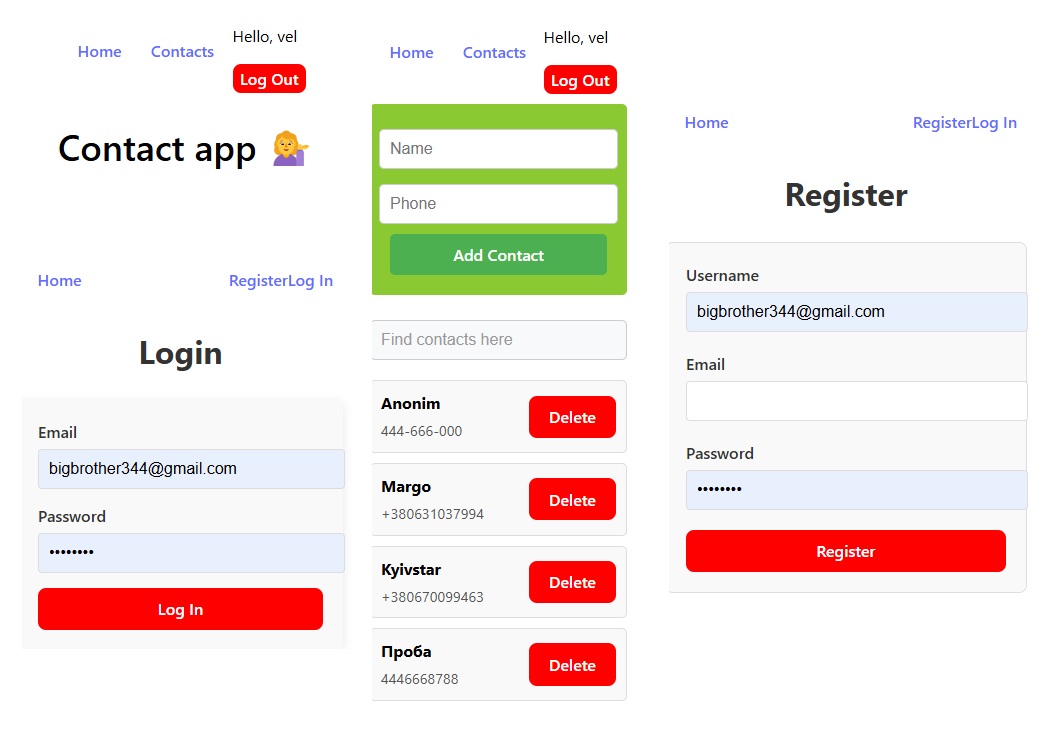 Home Contacts Hello, vel
Log Out
Contact app
Home RegisterLog In
Login
Email
bigbrother344@gmail.com
Password
••••••••
Log In
Home Contacts Hello, vel
Log Out
Name
Phone
Add Contact
Find contacts here
Anonim
444-666-000
Delete
Margo
+380631037994
Delete
Kyivstar
+380670099463
Delete
Проба
4446668788
Delete
Home RegisterLog In
Register
Username
bigbrother344@gmail.com
Email
Password
••••••••
Register